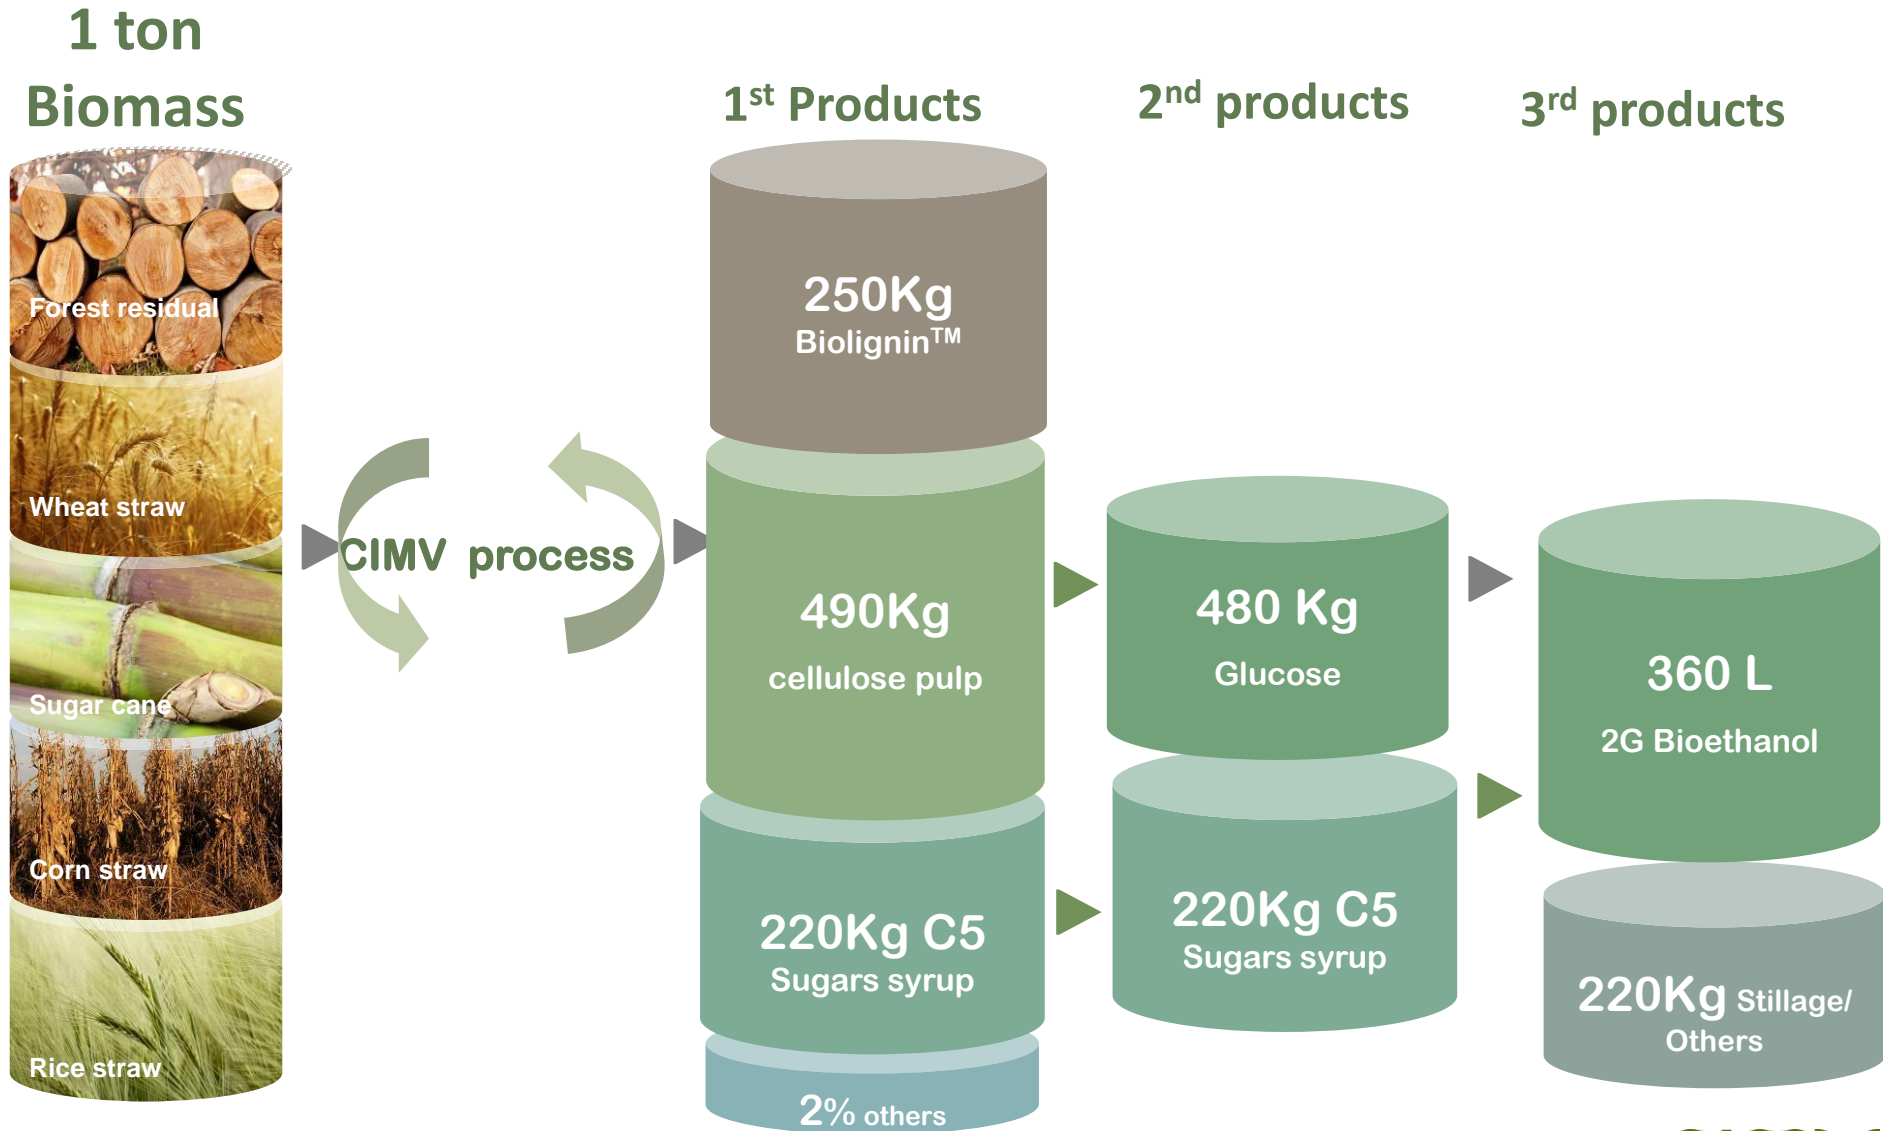 1 ton
Biomass
1st Products
2nd products
3rd products
Forest residual
Wheat straw
Sugar cane
Corn straw
Rice straw
CIMV process
250Kg
Biolignin™
490Kg
cellulose pulp
220Kg C5
Sugars syrup
2% others
480 Kg
Glucose
220Kg C5
Sugars syrup
360 L
2G Bioethanol
220Kg Stillage/
Others